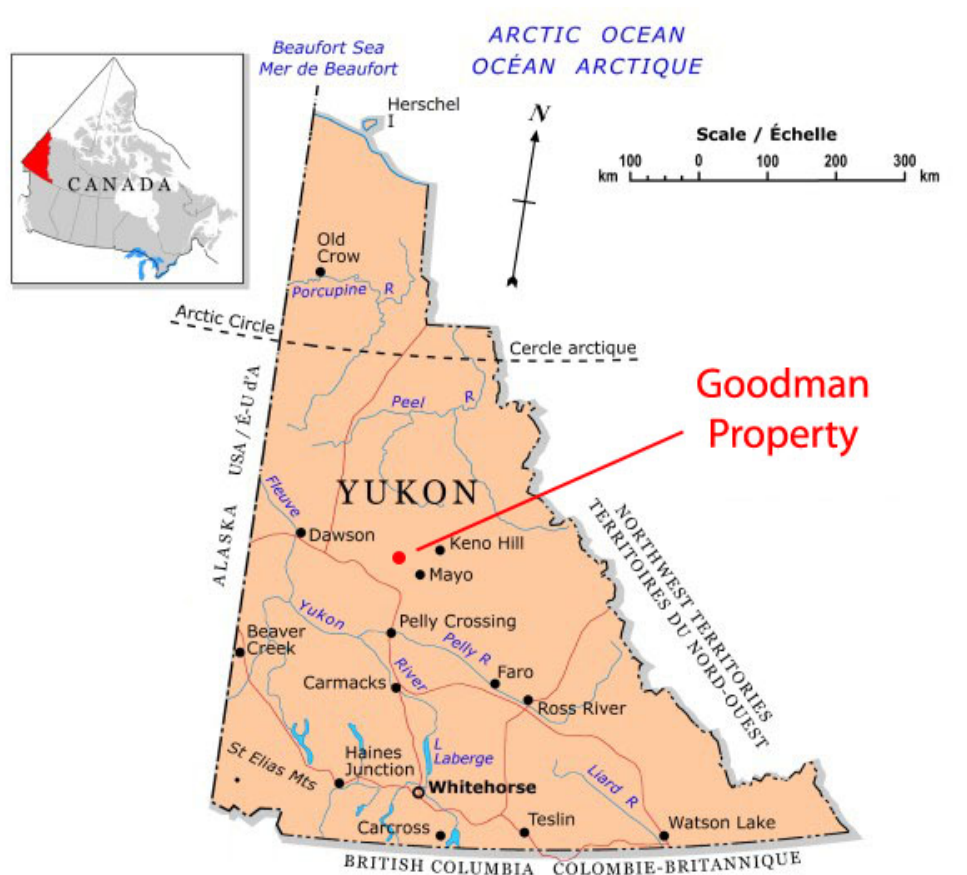 Beaufort Sea
Mer de Beaufort
ARCTIC OCEAN
OCÉAN ARCTIQUE
Herschel
I
N
Scale / Échelle
100 0 100 200 300
km km
CANADA
Old
Crow
Porcupine R
Arctic Circle
Cercle arctique
Peel R
Goodman
Property
ALASKA USA / É-U d'A
YUKON
Fleuve
Dawson
Keno Hill
Mayo
NORTHWEST TERRITORIES
TERRITOIRES DU NORD-OUEST
Yukon
River
Pelly Crossing
Pelly R
Beaver
Creek
Faro
Carmacks
Ross River
L
Laberge
St Elias Mts
Haines
Junction
Whitehorse
Liard R
Carcross
Teslin
Watson Lake
BRITISH COLUMBIA COLOMBIE-BRITANNIQUE